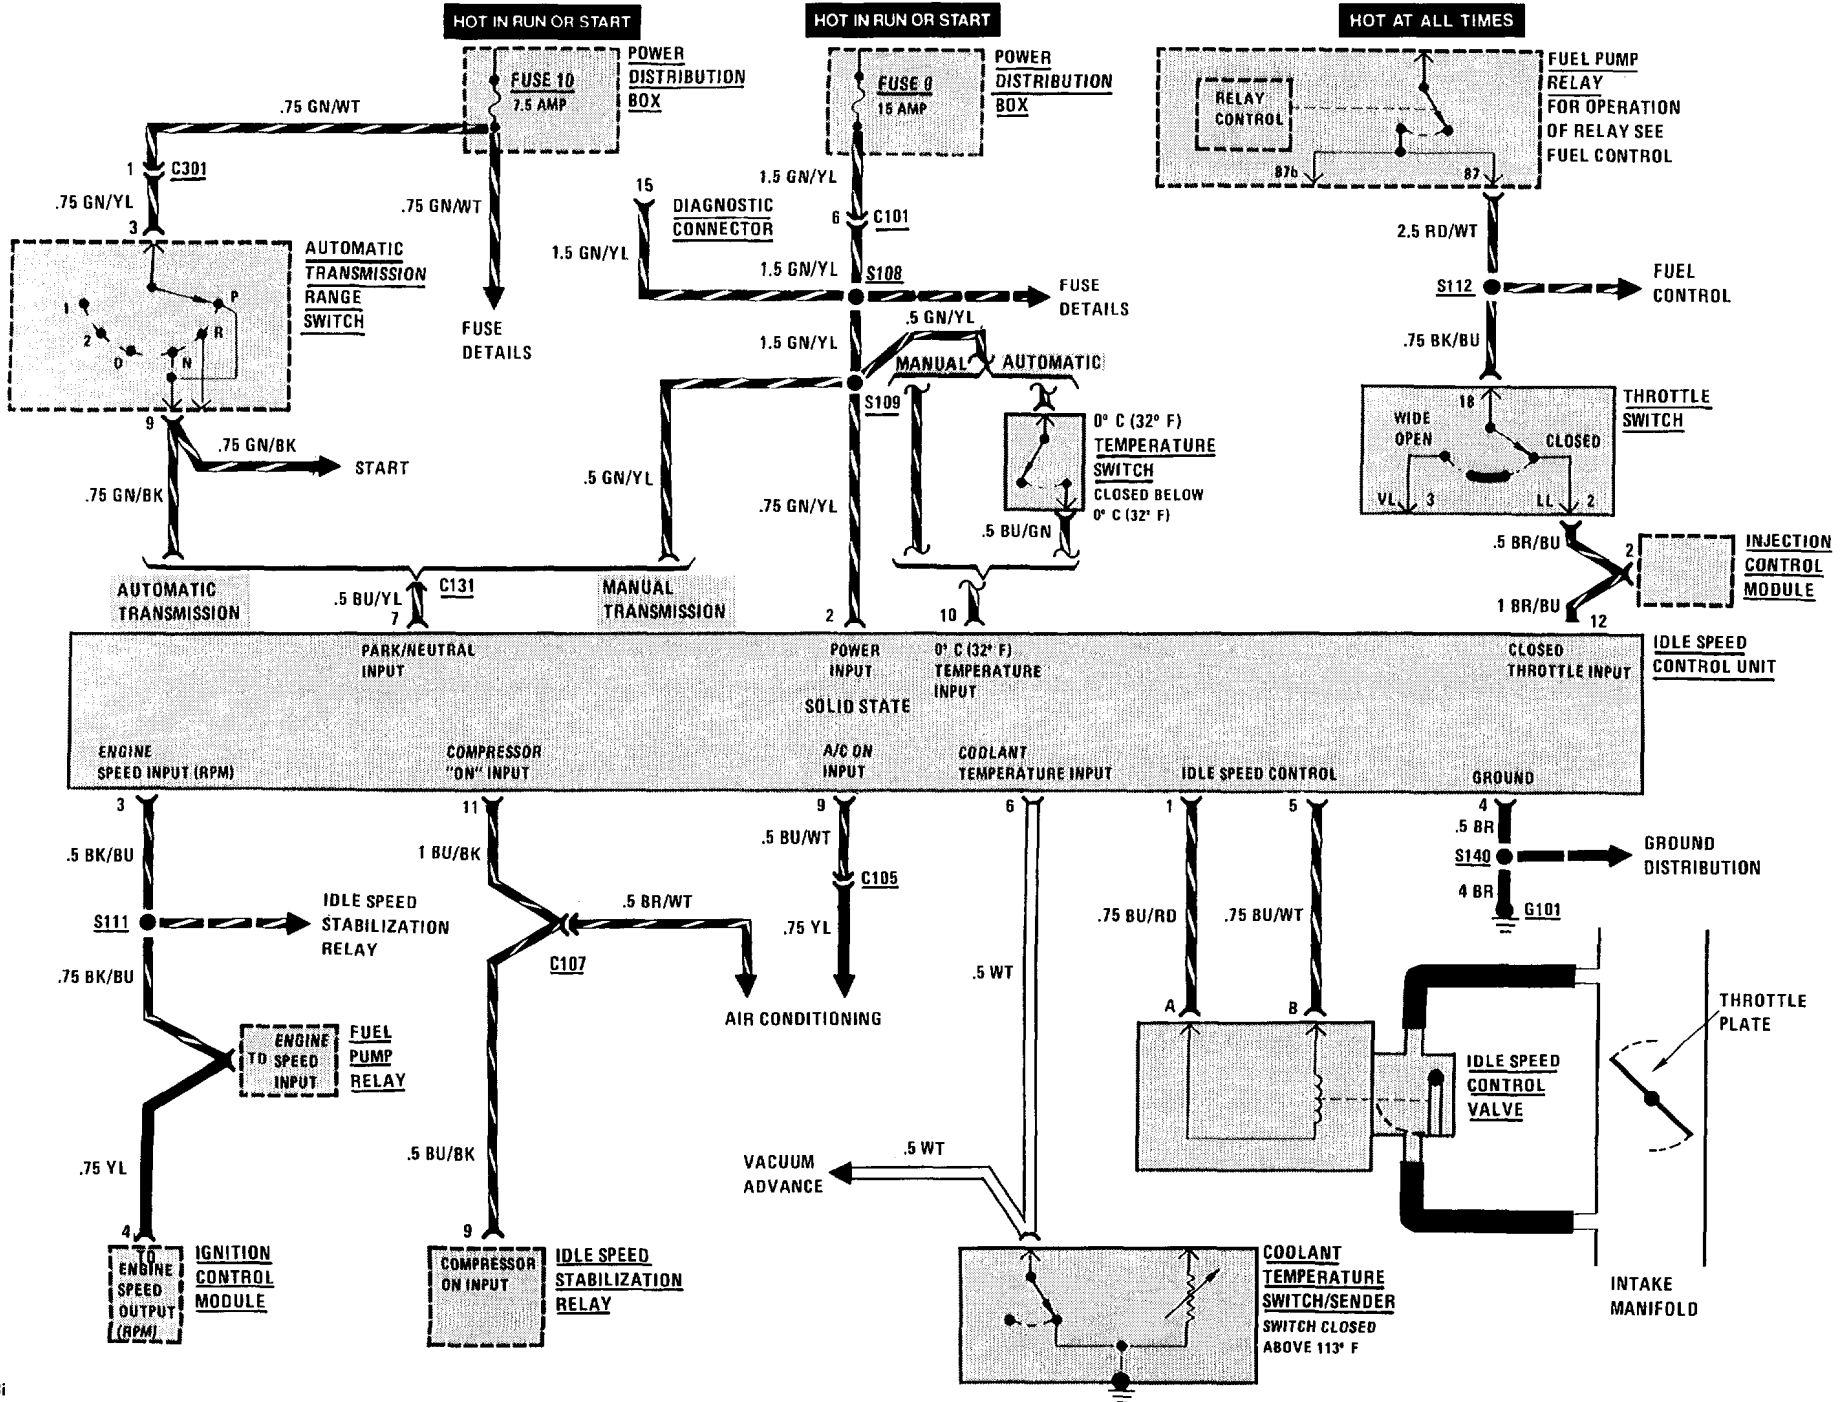 HOT IN RUN OR START
HOT IN RUN OR START
HOT AT ALL TIMES
FUSE 10
7.5 AMP
POWER
DISTRIBUTION
BOX
FUSE 9
15 AMP
POWER
DISTRIBUTION
BOX
RELAY
CONTROL
87b
87
FUEL PUMP
RELAY
FOR OPERATION
OF RELAY SEE
FUEL CONTROL
.75 GN/WT
1
C301
.75 GN/YL
3
.75 GN/WT
15
DIAGNOSTIC
CONNECTOR
1.5 GN/YL
1.5 GN/YL
6
C101
1.5 GN/YL
S108
FUSE
DETAILS
2.5 RD/WT
S112
FUEL
CONTROL
AUTOMATIC
TRANSMISSION
RANGE
SWITCH
P
R
N
D
2
1
FUSE
DETAILS
1.5 GN/YL
.5 GN/YL
MANUAL
AUTOMATIC
S109
.75 BK/BU
18
WIDE
OPEN
CLOSED
VL
3
LL
2
THROTTLE
SWITCH
9
.75 GN/BK
START
.75 GN/BK
.5 GN/YL
.75 GN/YL
0° C (32° F)
TEMPERATURE
SWITCH
CLOSED BELOW
0° C (32° F)
.5 BU/GN
.5 BR/BU
2
INJECTION
CONTROL
MODULE
1 BR/BU
12
AUTOMATIC
TRANSMISSION
.5 BU/YL
C131
7
MANUAL
TRANSMISSION
2
10
PARK/NEUTRAL
INPUT
POWER
INPUT
0° C (32° F)
TEMPERATURE
INPUT
CLOSED
THROTTLE INPUT
IDLE SPEED
CONTROL UNIT
SOLID STATE
ENGINE
SPEED INPUT (RPM)
COMPRESSOR
"ON" INPUT
A/C ON
INPUT
COOLANT
TEMPERATURE INPUT
IDLE SPEED CONTROL
GROUND
3
11
9
6
1
5
4
.5 BK/BU
1 BU/BK
.5 BU/WT
.5 BR
S140
GROUND
DISTRIBUTION
4 BR
G101
S111
IDLE SPEED
STABILIZATION
RELAY
.5 BR/WT
C107
C105
.75 YL
.75 BU/RD
.75 BU/WT
.75 BK/BU
.5 WT
AIR CONDITIONING
A
B
THROTTLE
PLATE
TO
ENGINE
SPEED
INPUT
FUEL
PUMP
RELAY
IDLE SPEED
CONTROL
VALVE
.75 YL
.5 BU/BK
VACUUM
ADVANCE
.5 WT
4
9
TO
ENGINE
SPEED
OUTPUT
(RPM)
IGNITION
CONTROL
MODULE
COMPRESSOR
ON INPUT
IDLE SPEED
STABILIZATION
RELAY
COOLANT
TEMPERATURE
SWITCH/SENDER
SWITCH CLOSED
ABOVE 113° F
INTAKE
MANIFOLD